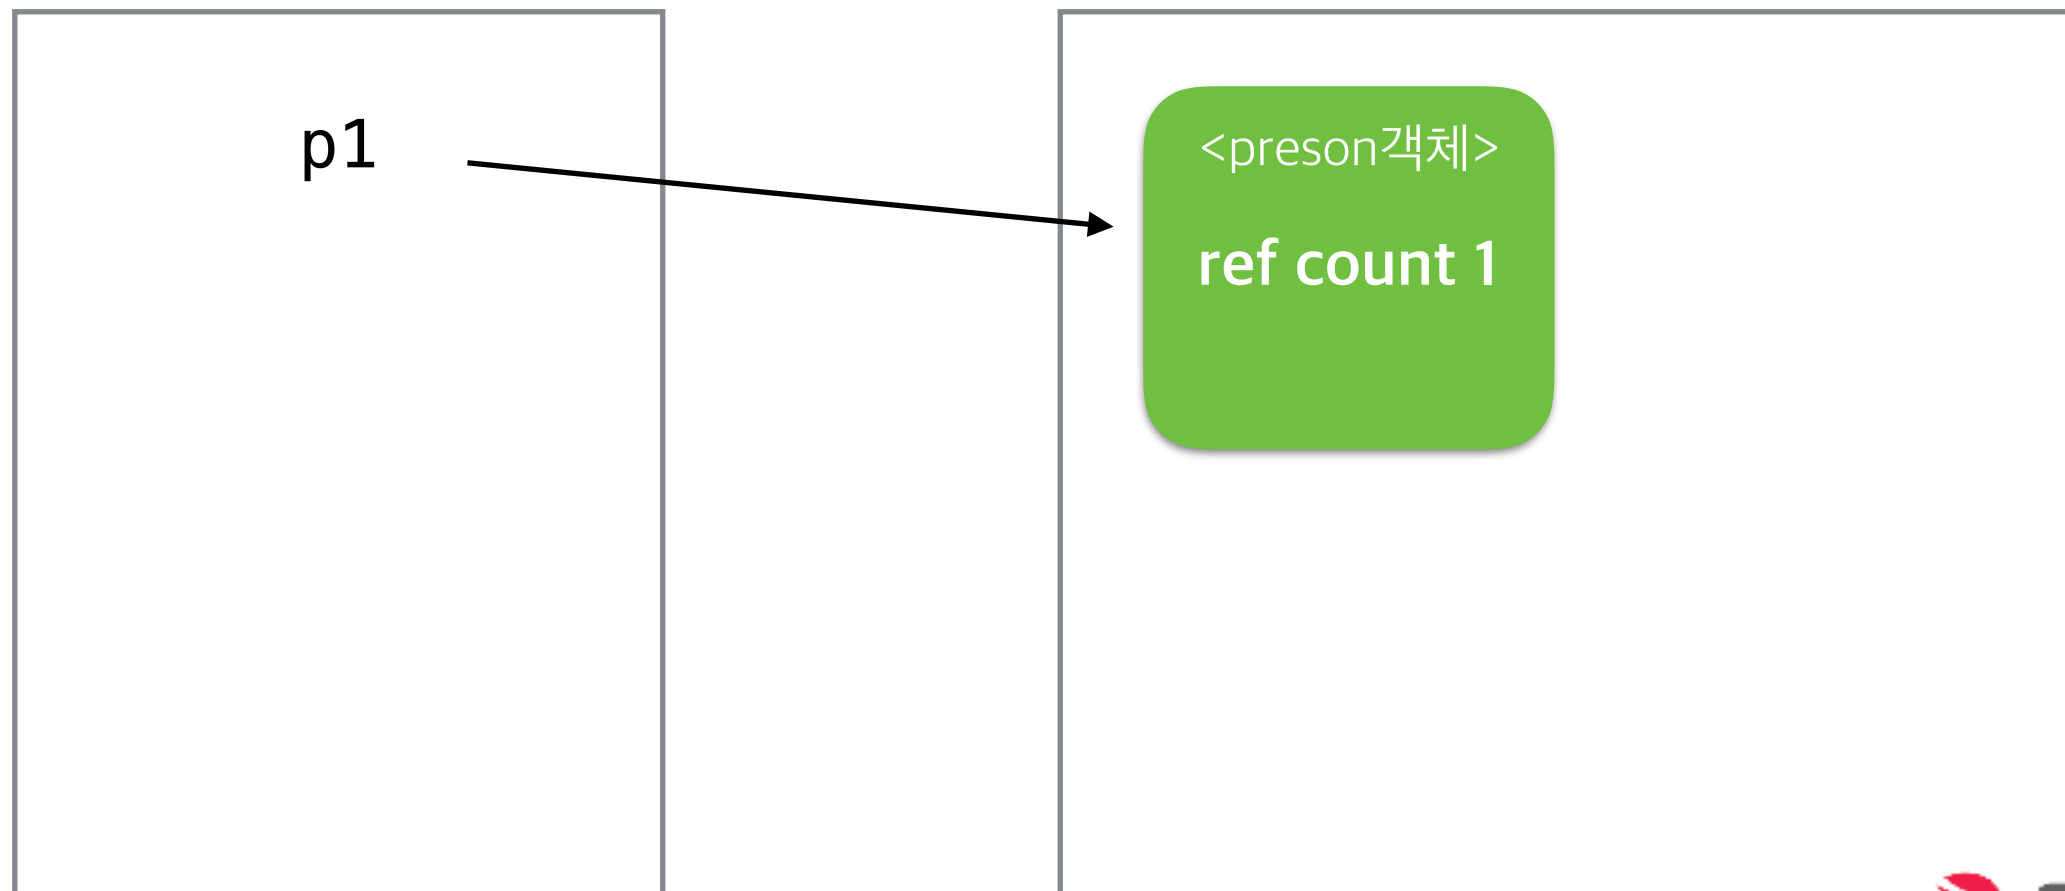 p1
<preson객체>
ref count 1